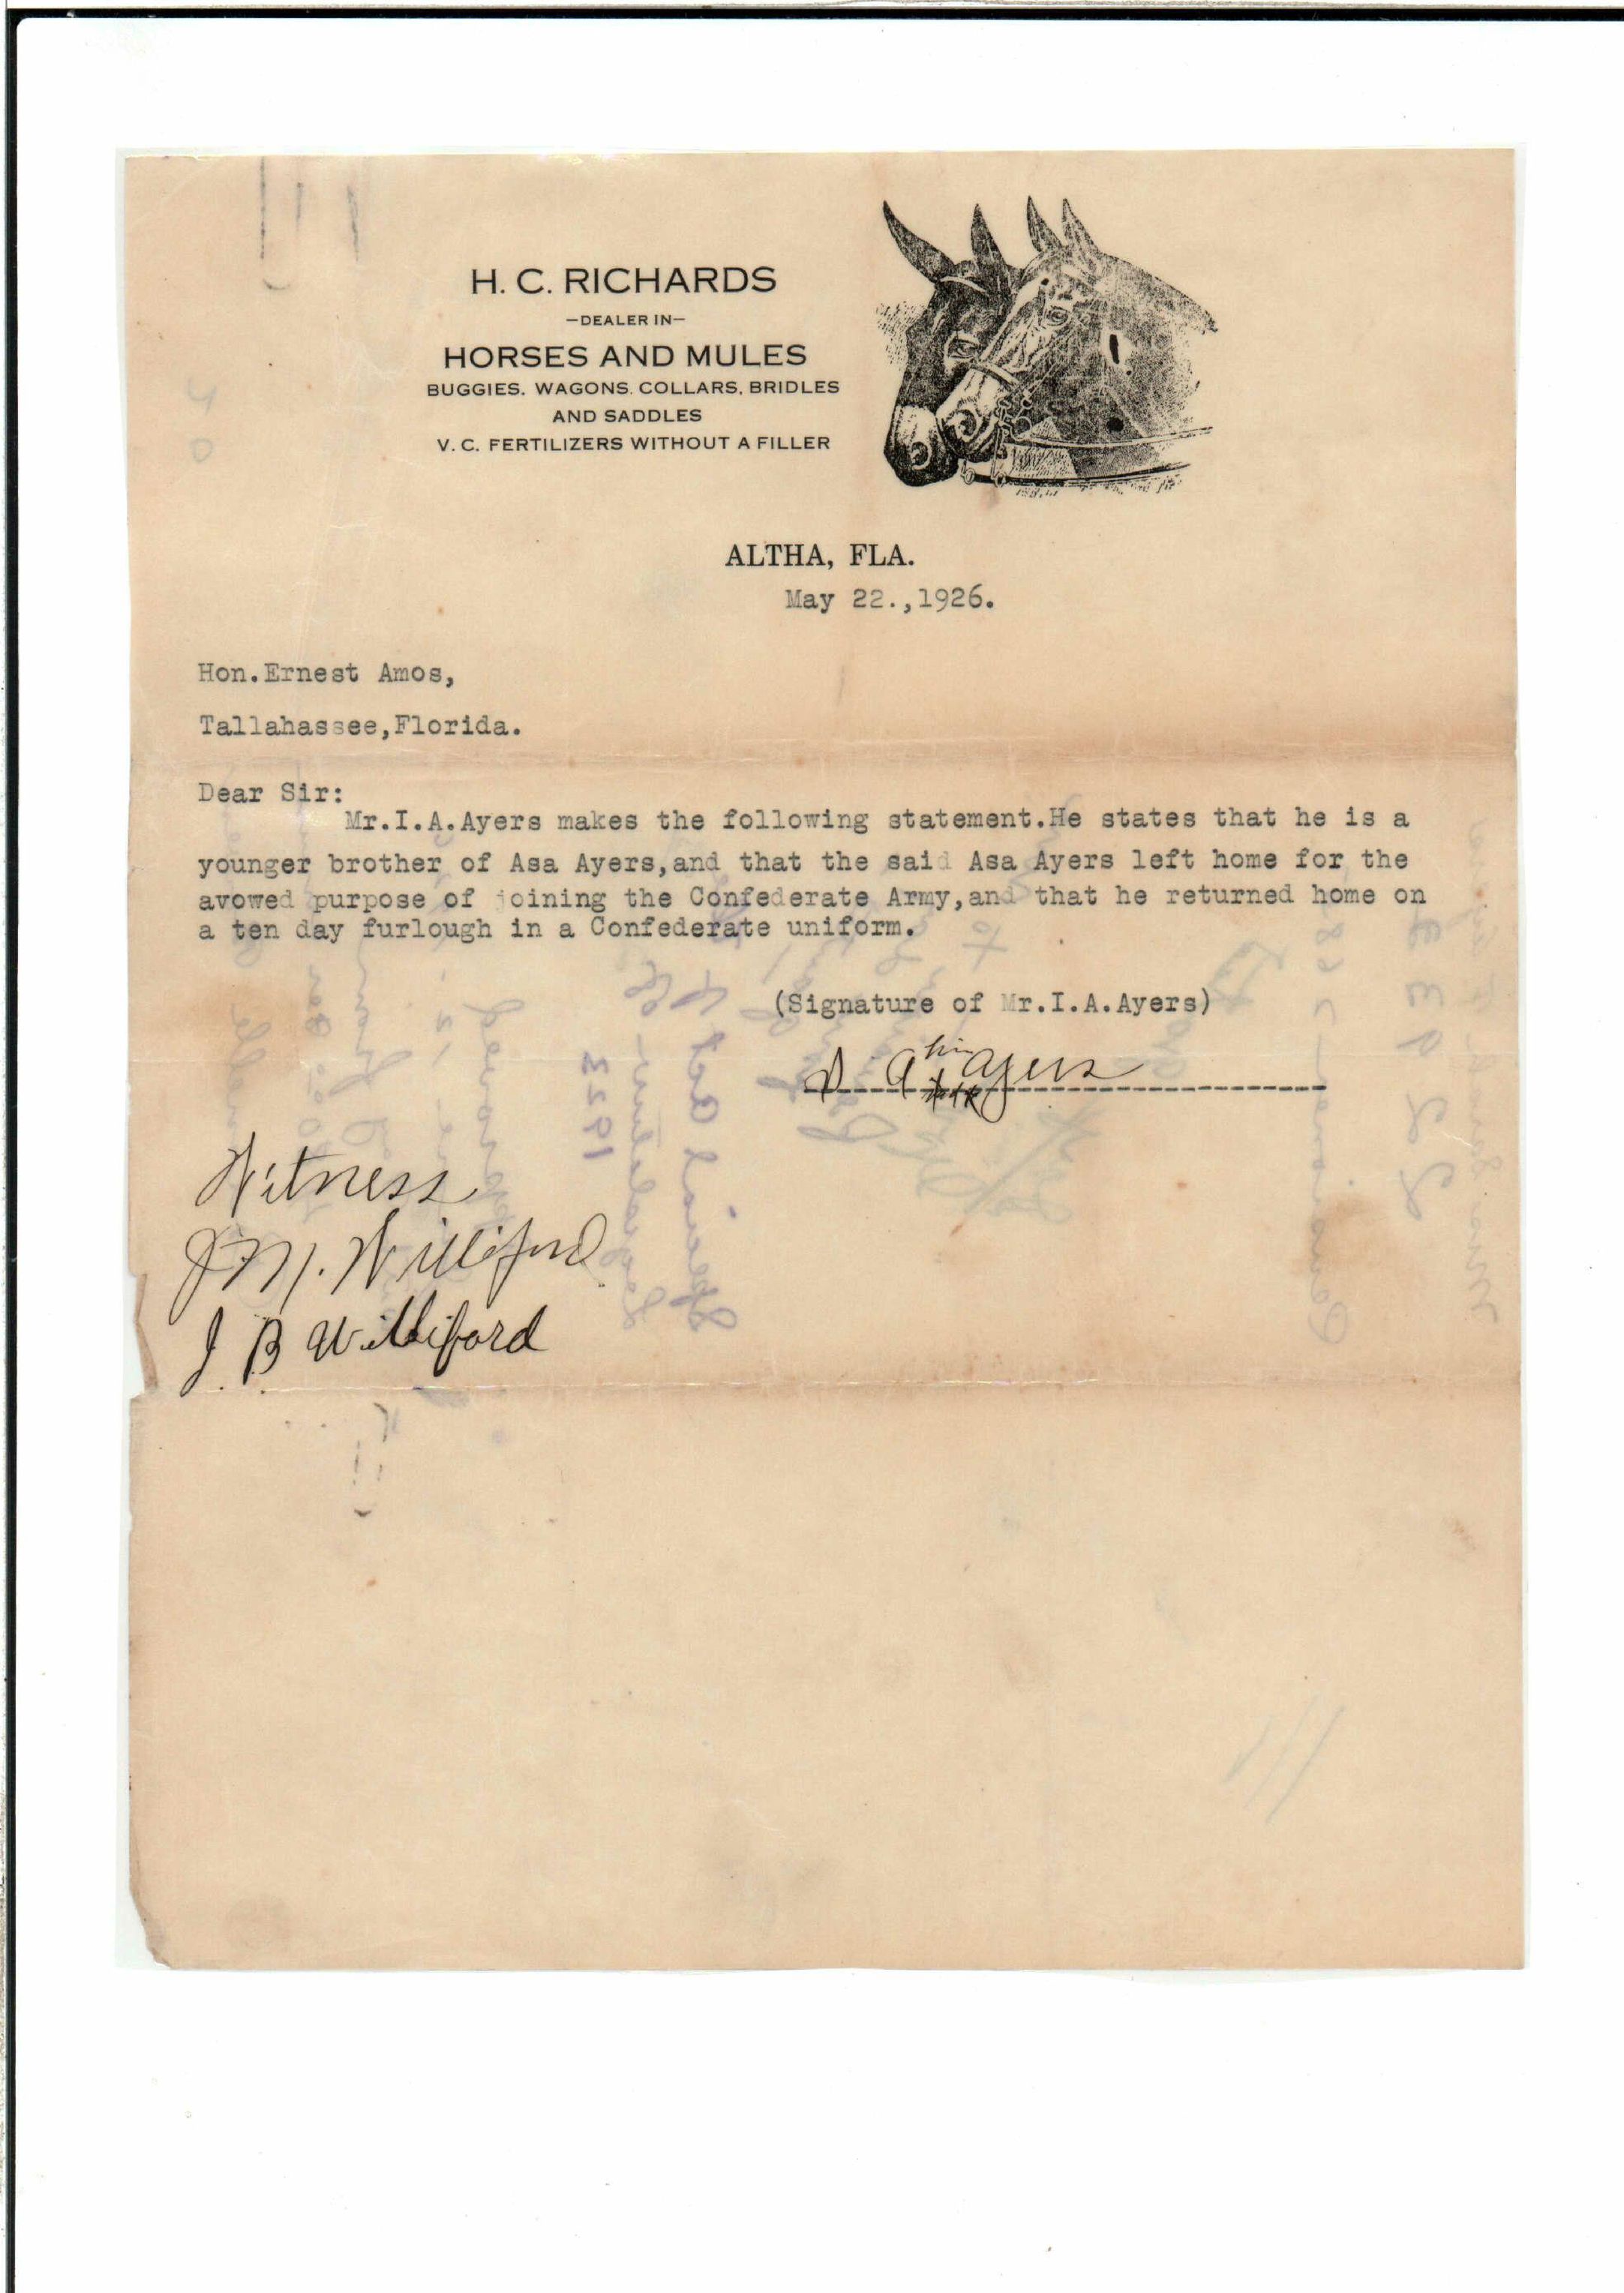 H. C. RICHARDS
—DEALER IN—
HORSES AND MULES
BUGGIES. WAGONS. COLLARS, BRIDLES
AND SADDLES
V. C. FERTILIZERS WITHOUT A FILLER
ALTHA, FLA.
May 22.,1926.
Hon.Ernest Amos,
Tallahassee,Florida.
Dear Sir:
Mr.I.A.Ayers makes the following statement.He states that he is a
younger brother of Asa Ayers,and that the said Asa Ayers left home for the
avowed purpose of joining the Confederate Army,and that he returned home on
a ten day furlough in a Confederate uniform.
(Signature of Mr.I.A.Ayers)
his
A Ayers
Witness
J M. Williford
J B Williford